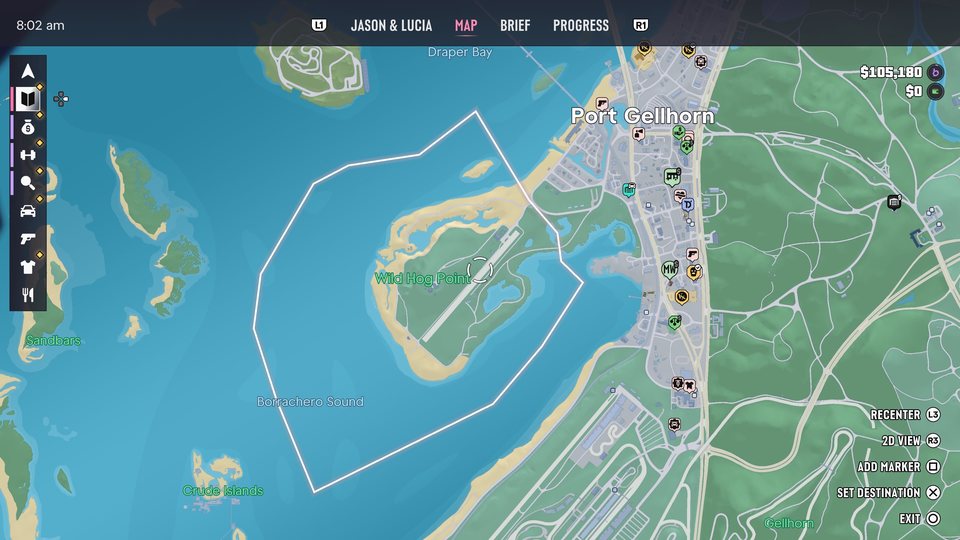 8:02 am
L1
JASON & LUCIA
MAP
BRIEF
PROGRESS
R1
Draper Bay
$105,180
$0
Port Gellhorn
Wild Hog Point
MW
Sandbars
Borrachero Sound
Crude Islands
Gellhorn
RECENTER L3
2D VIEW R3
ADD MARKER
SET DESTINATION
EXIT